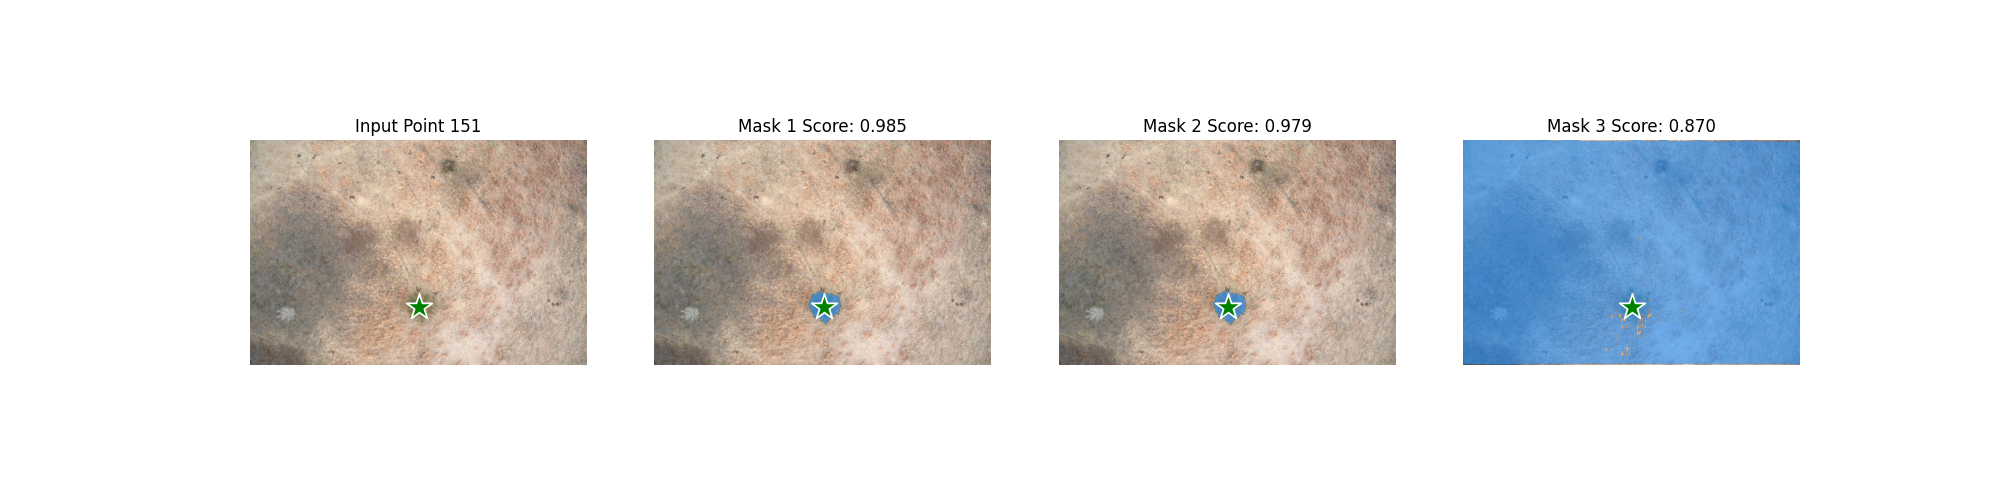 Input Point 151
Mask 1 Score: 0.985
Mask 2 Score: 0.979
Mask 3 Score: 0.870